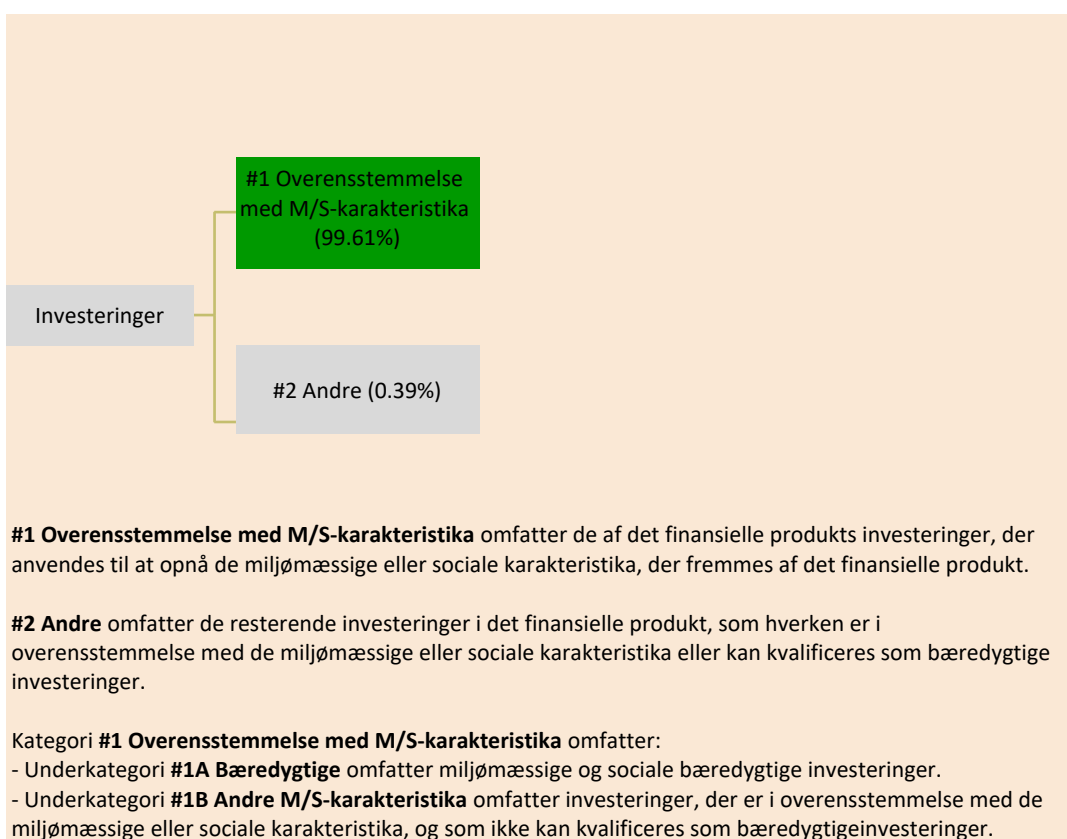 #1 Overensstemmelse
med M/S-karakteristika
(99.61%)
Investeringer
#2 Andre (0.39%)
#1 Overensstemmelse med M/S-karakteristika omfatter de af det finansielle produkts investeringer, der
anvendes til at opnå de miljømæssige eller sociale karakteristika, der fremmes af det finansielle produkt.
#2 Andre omfatter de resterende investeringer i det finansielle produkt, som hverken er i
overensstemmelse med de miljømæssige eller sociale karakteristika eller kan kvalificeres som bæredygtige
investeringer.
Kategori #1 Overensstemmelse med M/S-karakteristika omfatter:
- Underkategori #1A Bæredygtige omfatter miljømæssige og sociale bæredygtige investeringer.
- Underkategori #1B Andre M/S-karakteristika omfatter investeringer, der er i overensstemmelse med de
miljømæssige eller sociale karakteristika, og som ikke kan kvalificeres som bæredygtigeinvesteringer.